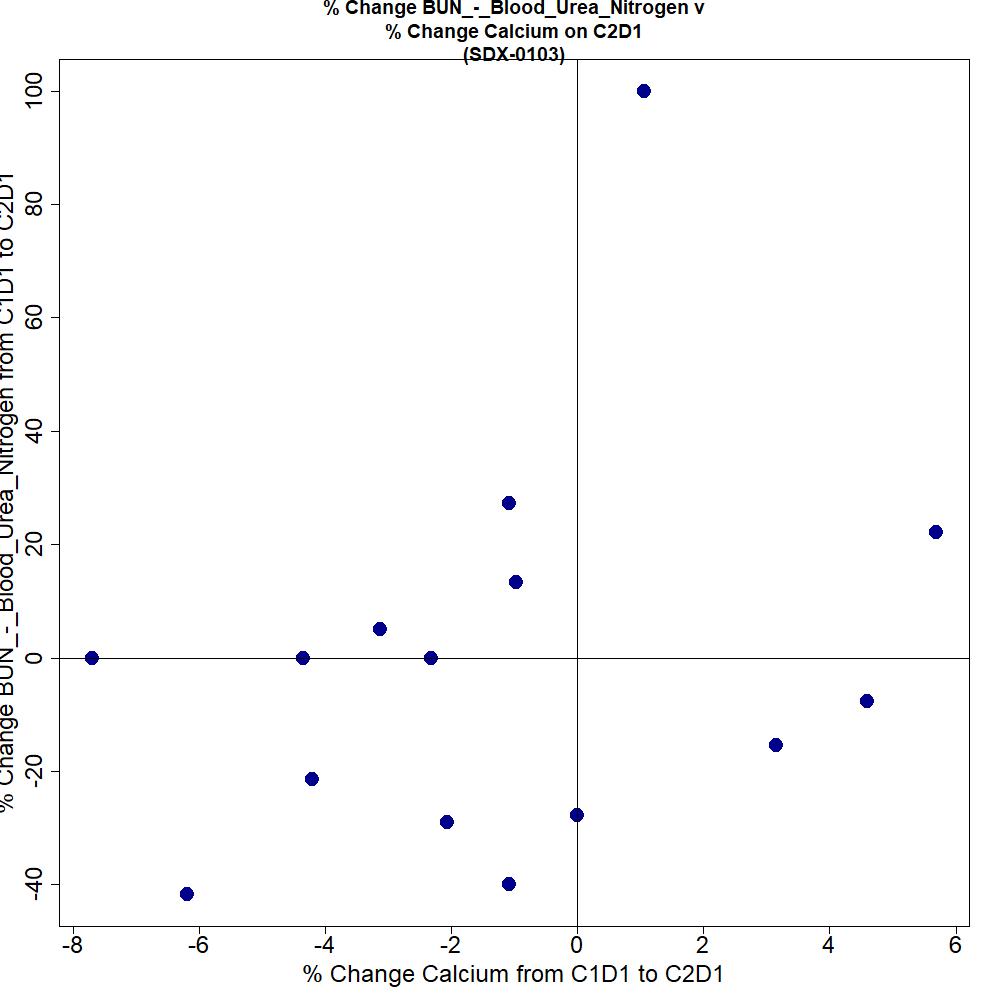 % Change BUN_-_Blood_Urea_Nitrogen v
% Change Calcium on C2D1
(SDX-0103)
% Change BUN_-_Blood_Urea_Nitrogen from C1D1 to C2D1
100
80
60
40
20
0
-20
-40
-8 -6 -4 -2 0 2 4 6
% Change Calcium from C1D1 to C2D1